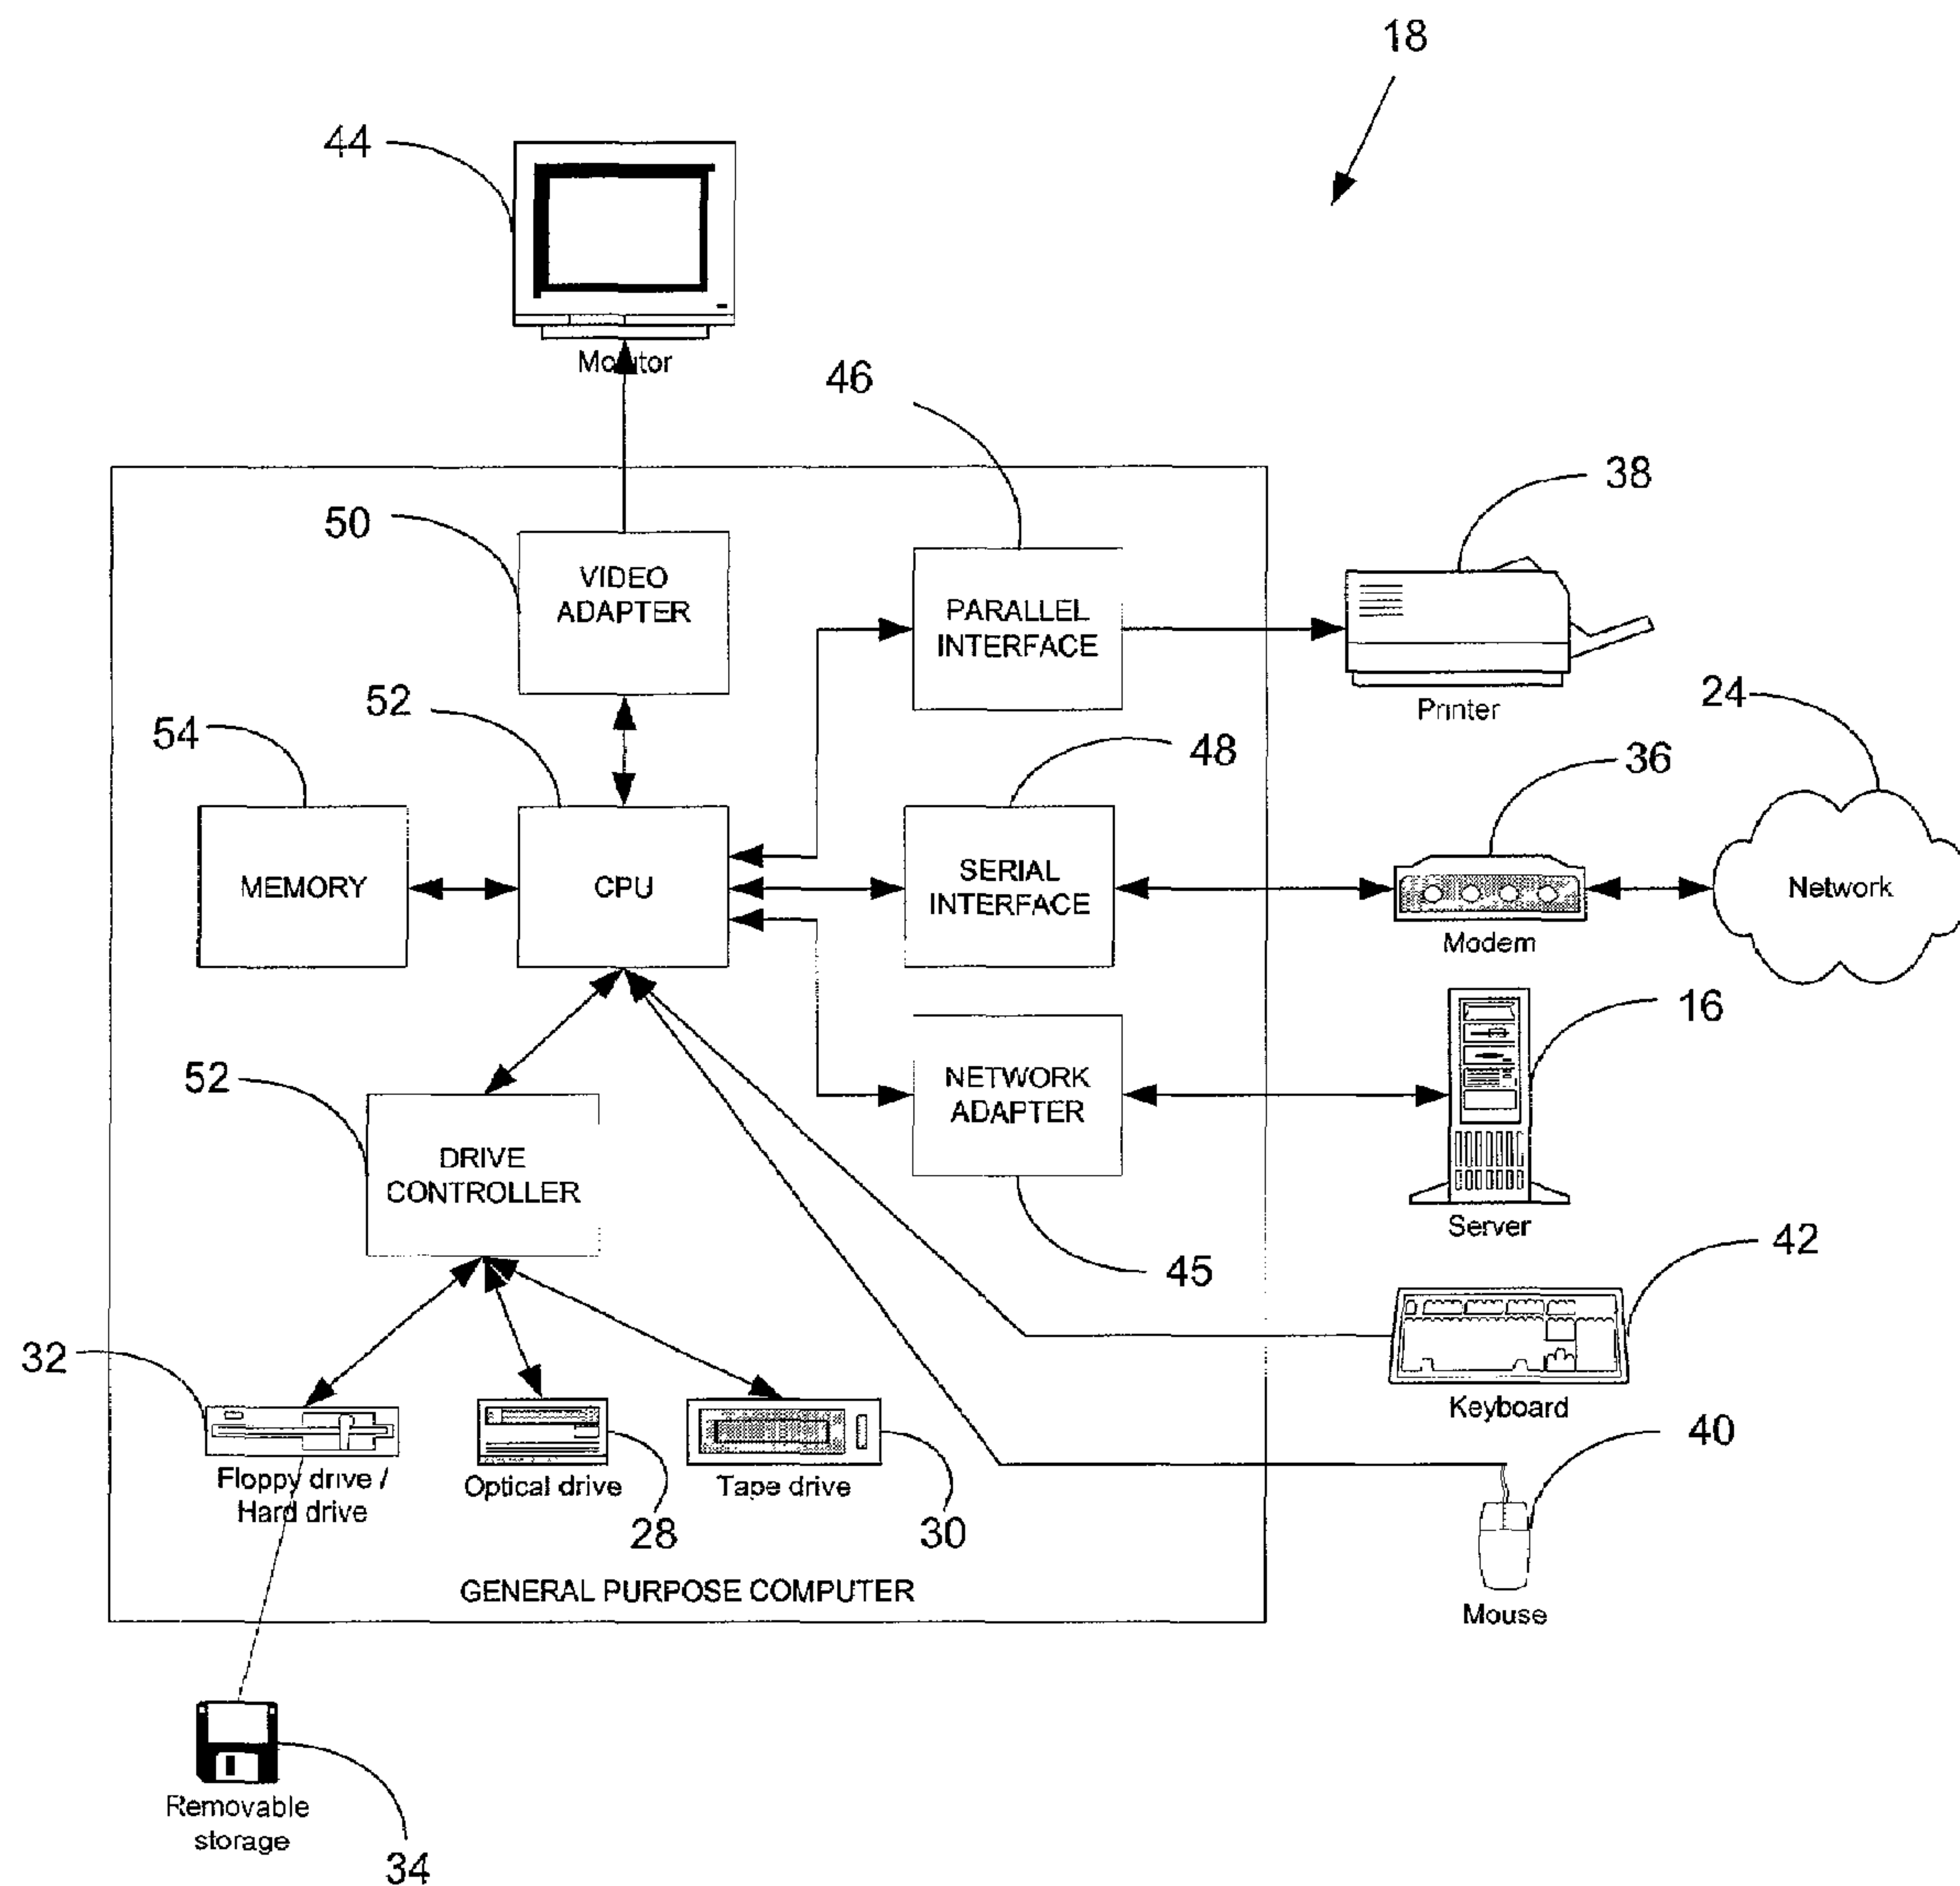 18
44
Monitor
46
38
50
VIDEO
ADAPTER
PARALLEL
INTERFACE
Printer
52
24
54
48
36
MEMORY
CPU
SERIAL
INTERFACE
Network
Modem
16
52
NETWORK
ADAPTER
DRIVE
CONTROLLER
Server
42
45
32
Keyboard
40
Floppy drive /
Hard drive
Optical drive
Tape drive
28
30
GENERAL PURPOSE COMPUTER
Mouse
Removable
storage
34